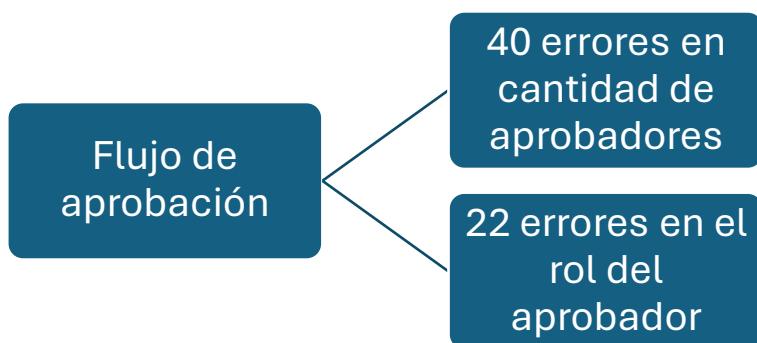 Flujo de
aprobación
40 errores en
cantidad de
aprobadores
22 errores en el
rol del
aprobador